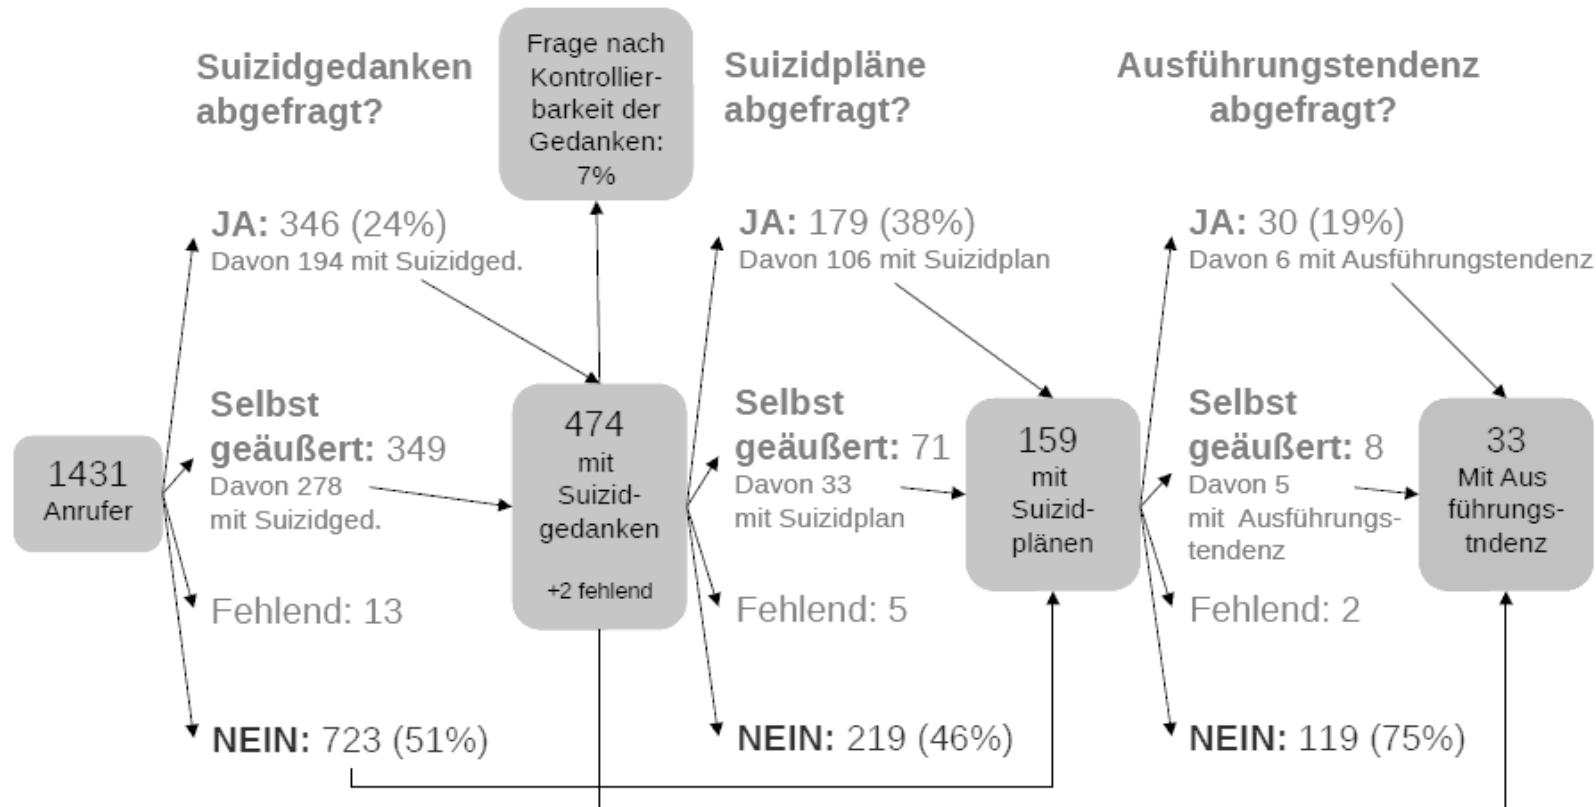 Suizidgedanken
abgefragt?
Frage nach
Kontrollier-
barkeit der
Gedanken:
7%
Suizidpläne
abgefragt?
Ausführungstendenz
abgefragt?
JA: 346 (24%)
Davon 194 mit Suizidged.
JA: 179 (38%)
Davon 106 mit Suizidplan
JA: 30 (19%)
Davon 6 mit Ausführungstendenz
1431
Anrufer
Selbst
geäußert: 349
Davon 278
mit Suizidged.
474
mit
Suizid-
gedanken
+2 fehlend
Selbst
geäußert: 71
Davon 33
mit Suizidplan
159
mit
Suizid-
plänen
Selbst
geäußert: 8
Davon 5
mit Ausführungs-
tendenz
33
Mit Aus
führungs-
tndenz
Fehlend: 13
Fehlend: 5
Fehlend: 2
NEIN: 723 (51%)
NEIN: 219 (46%)
NEIN: 119 (75%)